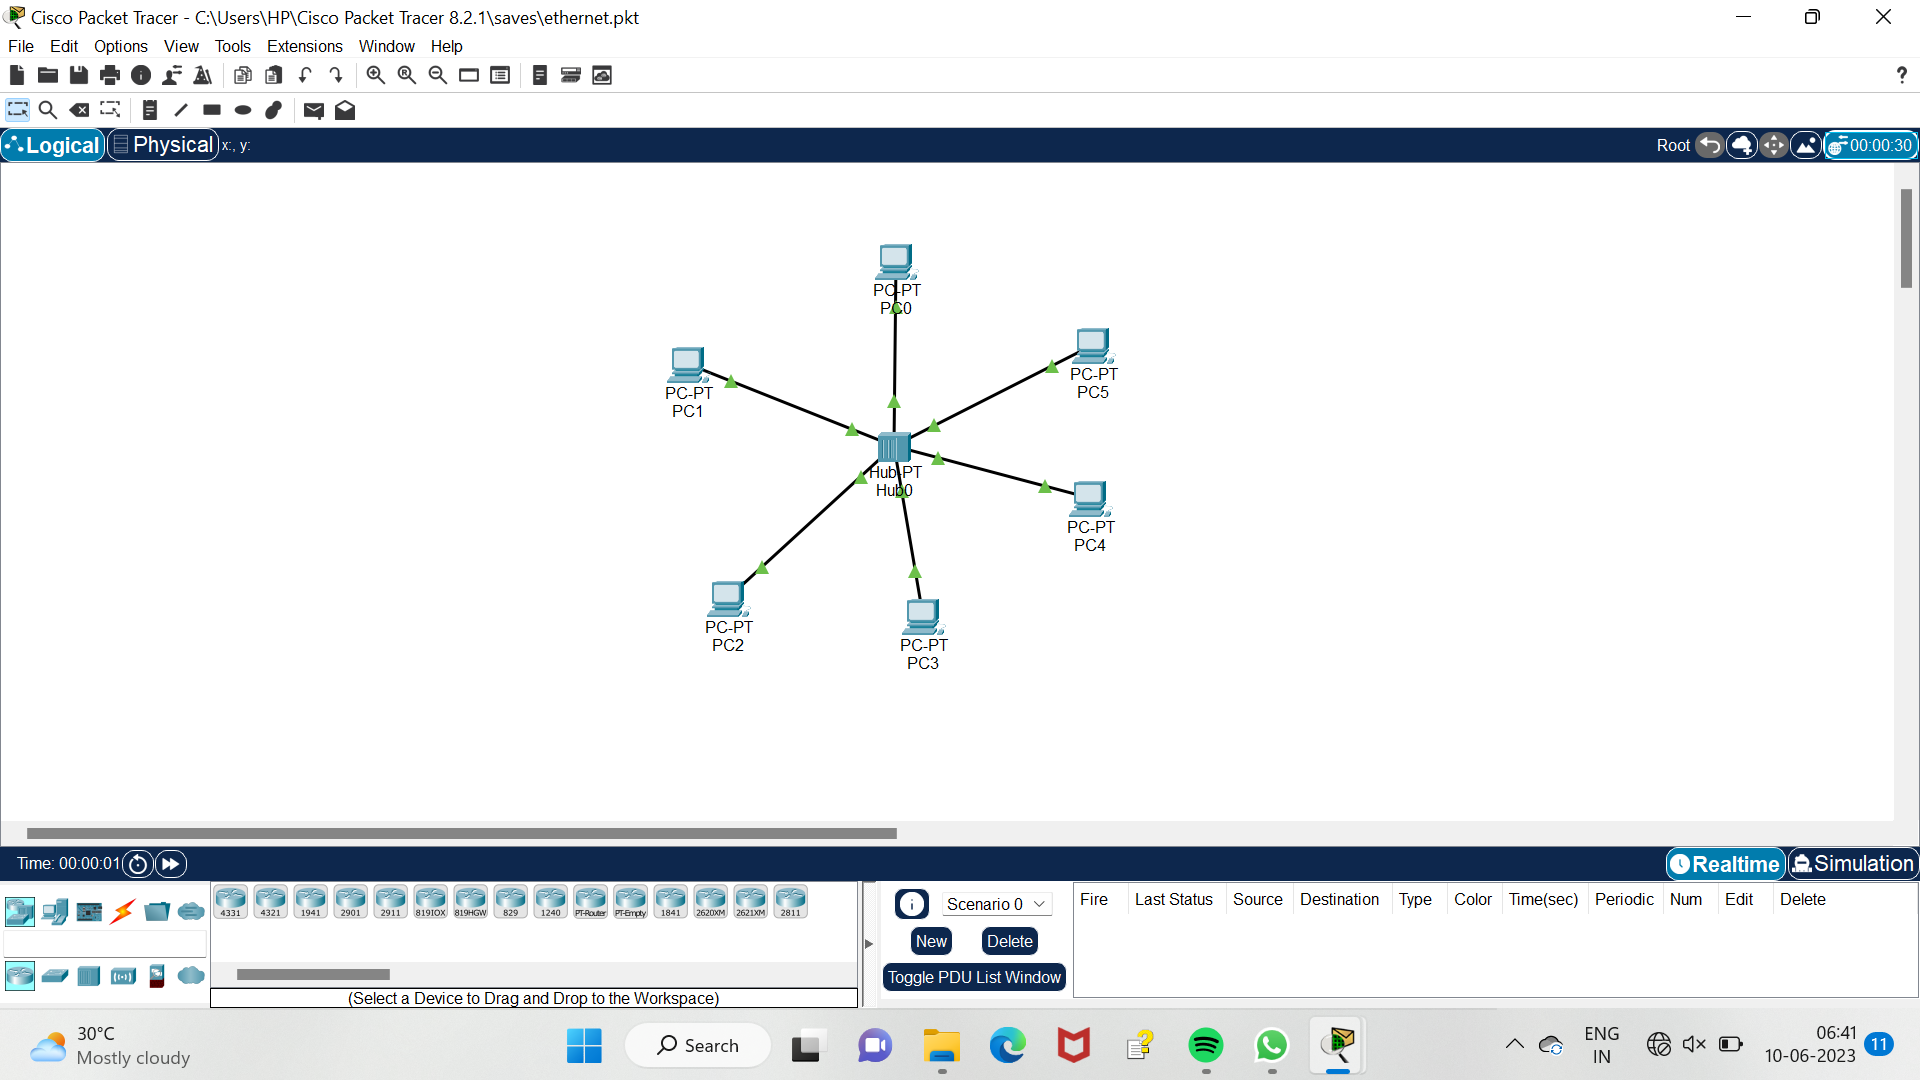 Cisco Packet Tracer - C:\Users\HP\Cisco Packet Tracer 8.2.1\saves\ethernet.pkt
File Edit Options View Tools Extensions Window Help
?
Logical Physical x:, y: Root 00:00:30
PC-PT
PC0
PC-PT
PC5
PC-PT
PC1
Hub-PT
Hub0
PC-PT
PC4
PC-PT
PC2
PC-PT
PC3
Time: 00:00:01 Realtime Simulation
4331 4321 1941 2901 2911 819IOX 819HGW 829 1240 PT-Router PT-Empty 1841 2620XM 2621XM 2811
(Select a Device to Drag and Drop to the Workspace)
Scenario 0
New Delete
Toggle PDU List Window
Fire Last Status Source Destination Type Color Time(sec) Periodic Num Edit Delete
30°C
Mostly cloudy
Search
ENG
IN
06:41
10-06-2023
11